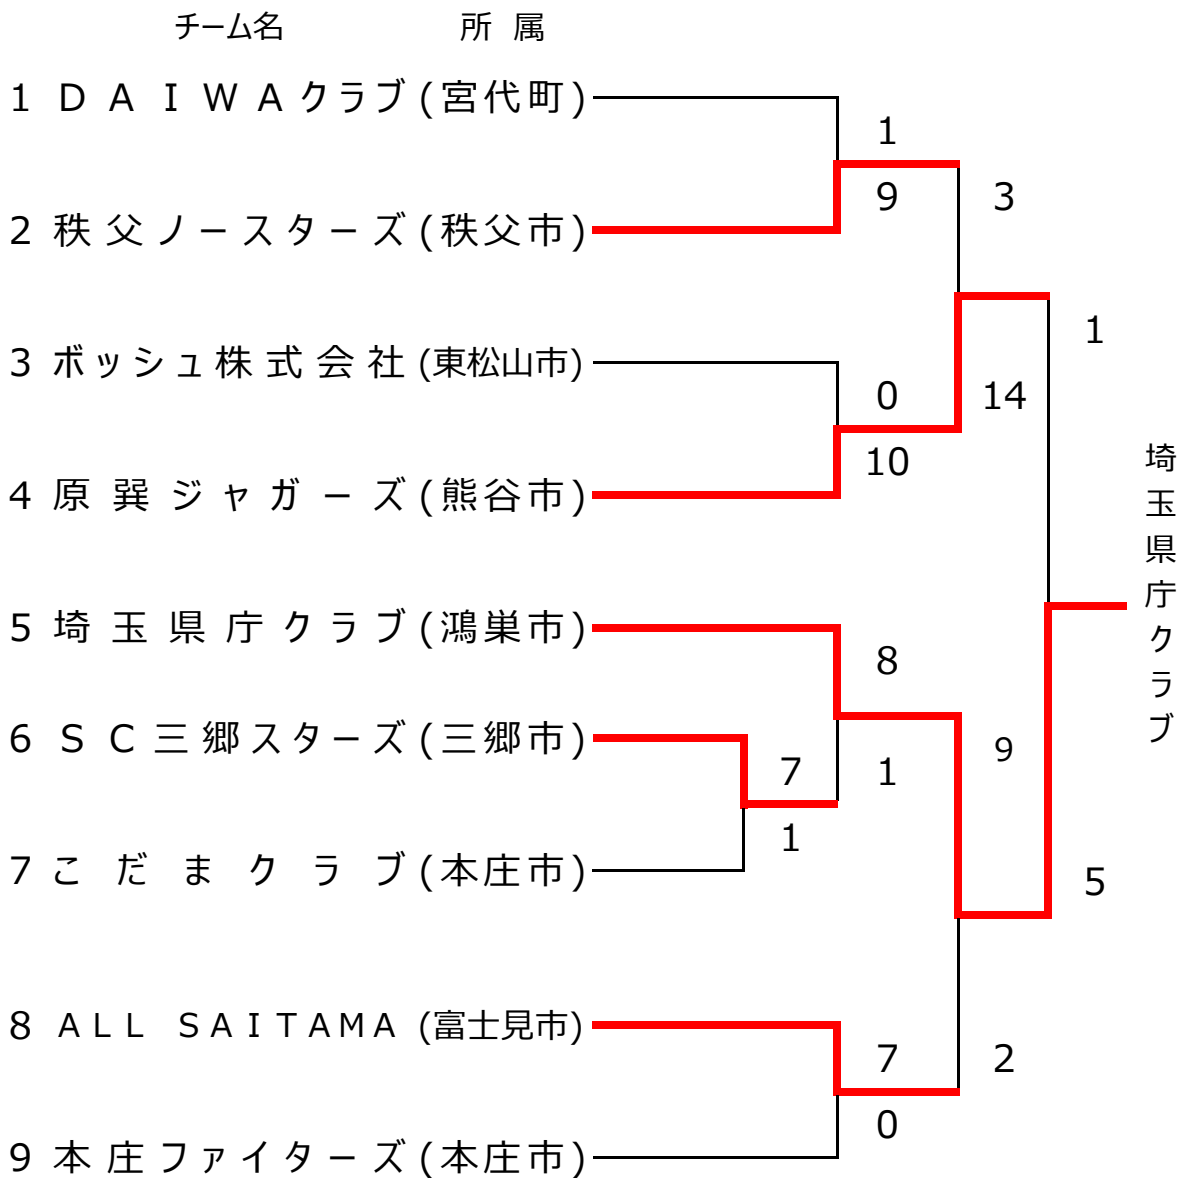 チーム名 所属
1 DAIWAクラブ (宮代町)
1
9
3
2 秩父ノースターズ (秩父市)
1
3 ボッシュ株式会社 (東松山市)
0
14
10
4 原巽ジャガーズ (熊谷市)
埼玉県庁クラブ
5 埼玉県庁クラブ (鴻巣市)
8
6 SC三郷スターズ (三郷市)
9
7
1
1
7 こだまクラブ (本庄市)
5
8 ALL SAITAMA (富士見市)
7
2
0
9 本庄ファイターズ (本庄市)